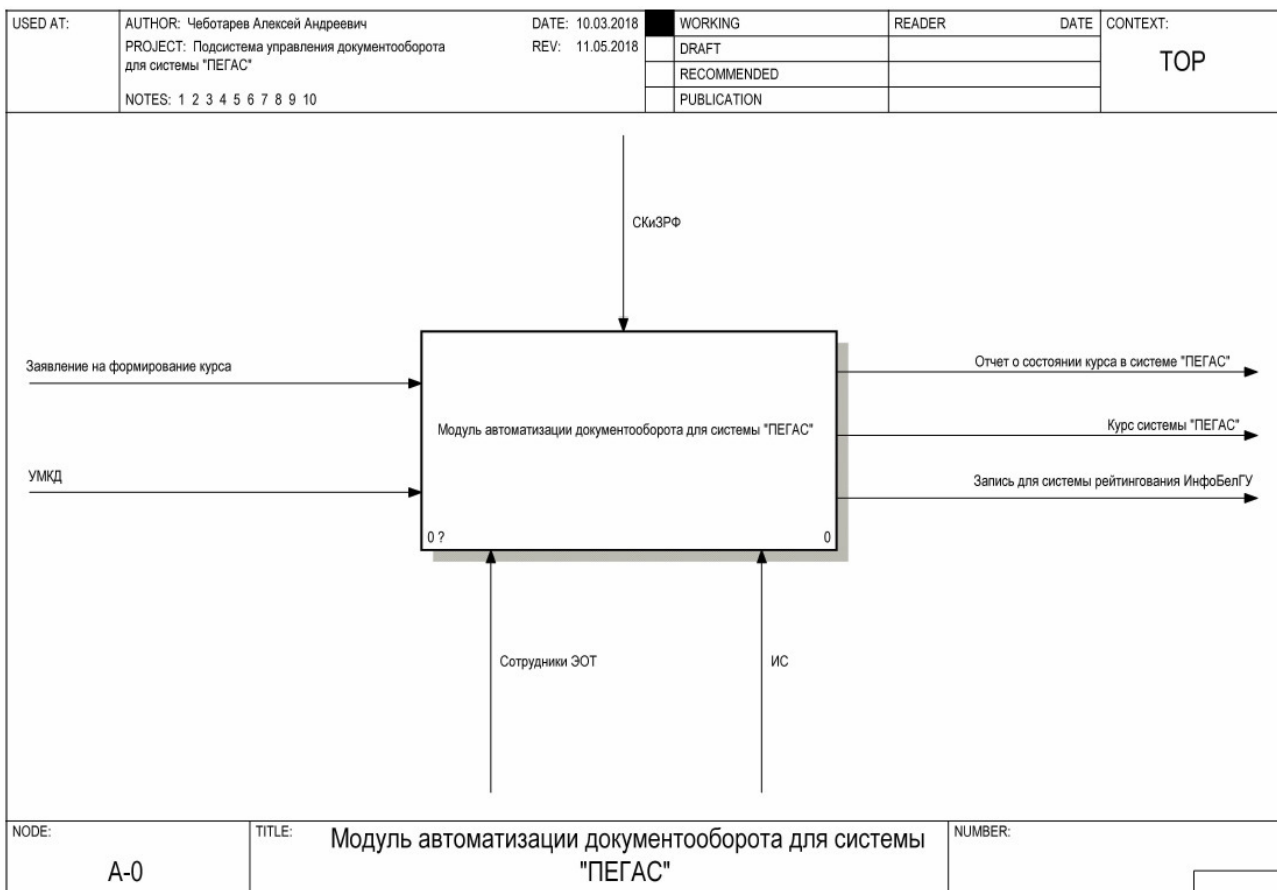 USED AT:
AUTHOR: Чеботарев Алексей Андреевич
DATE: 10.03.2018
PROJECT: Подсистема управления документооборота
для системы "ПЕГАС"
REV: 11.05.2018
NOTES: 1 2 3 4 5 6 7 8 9 10
WORKING
DRAFT
RECOMMENDED
PUBLICATION
READER DATE
CONTEXT:
TOP
СКиЗРФ
Заявление на формирование курса
УМКД
Модуль автоматизации документооборота для системы "ПЕГАС"
0 ?
0
Отчет о состоянии курса в системе "ПЕГАС"
Курс системы "ПЕГАС"
Запись для системы рейтингования ИнфоБелГУ
Сотрудники ЭОТ
ИС
NODE:
A-0
TITLE:
Модуль автоматизации документооборота для системы
"ПЕГАС"
NUMBER: